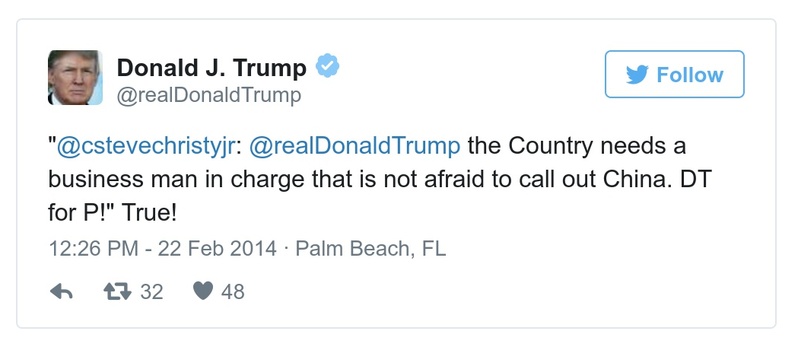 Donald J. Trump
@realDonaldTrump
Follow
"@cstevechristyjr: @realDonaldTrump the Country needs a
business man in charge that is not afraid to call out China. DT
for P!" True!
12:26 PM - 22 Feb 2014 · Palm Beach, FL
32 48